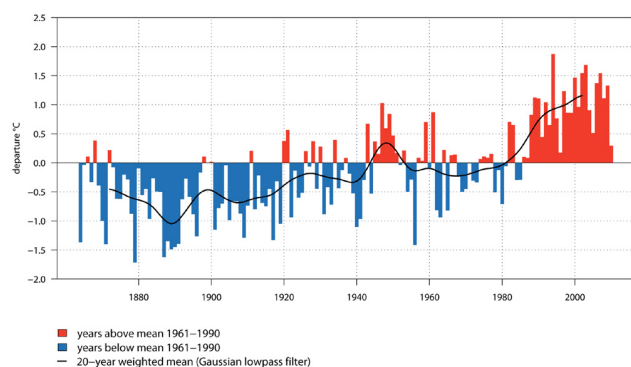 2.5
2.0
1.5
1.0
0.5
0.0
−0.5
−1.0
−1.5
−2.0
departure °C
1880 1900 1920 1940 1960 1980 2000
years above mean 1961−1990
years below mean 1961−1990
20−year weighted mean (Gaussian lowpass filter)